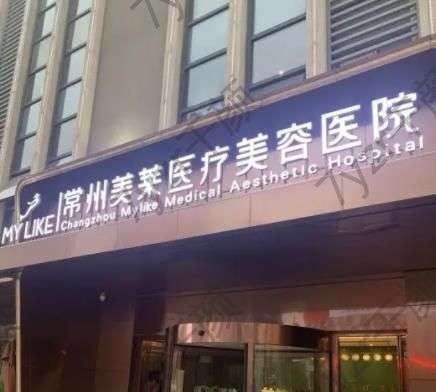 常州美莱医疗美容医院
MY LIKE
Changzhou Mylike Medical Aesthetic Hospital